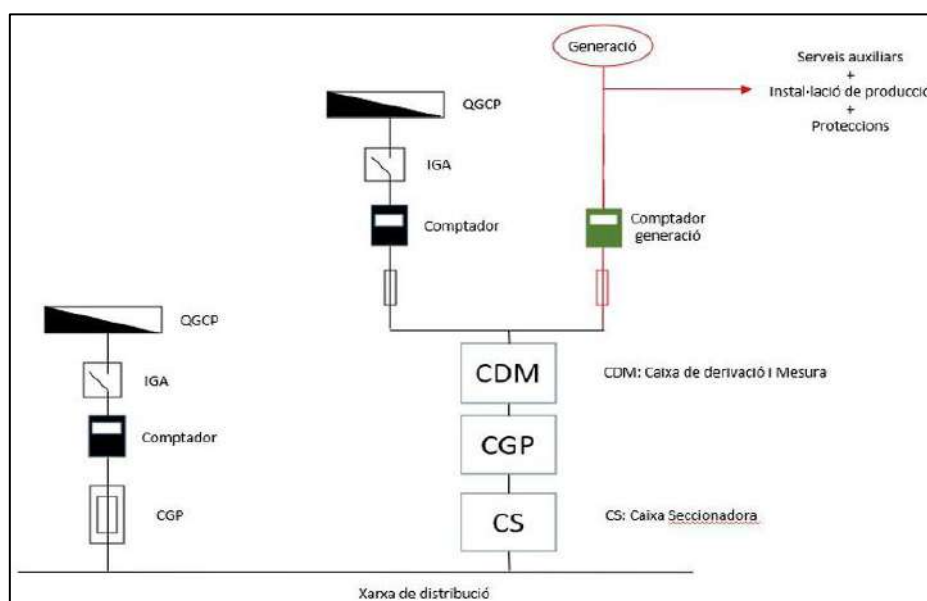 Generació
Serveis auxiliars
+
Instal·lació de producció
+
Proteccions
QGCP
IGA
Comptador
Comptador
generació
QGCP
IGA
Comptador
CGP
CDM
CDM: Caixa de derivació i Mesura
CGP
CS
CS: Caixa Seccionadora
Xarxa de distribució